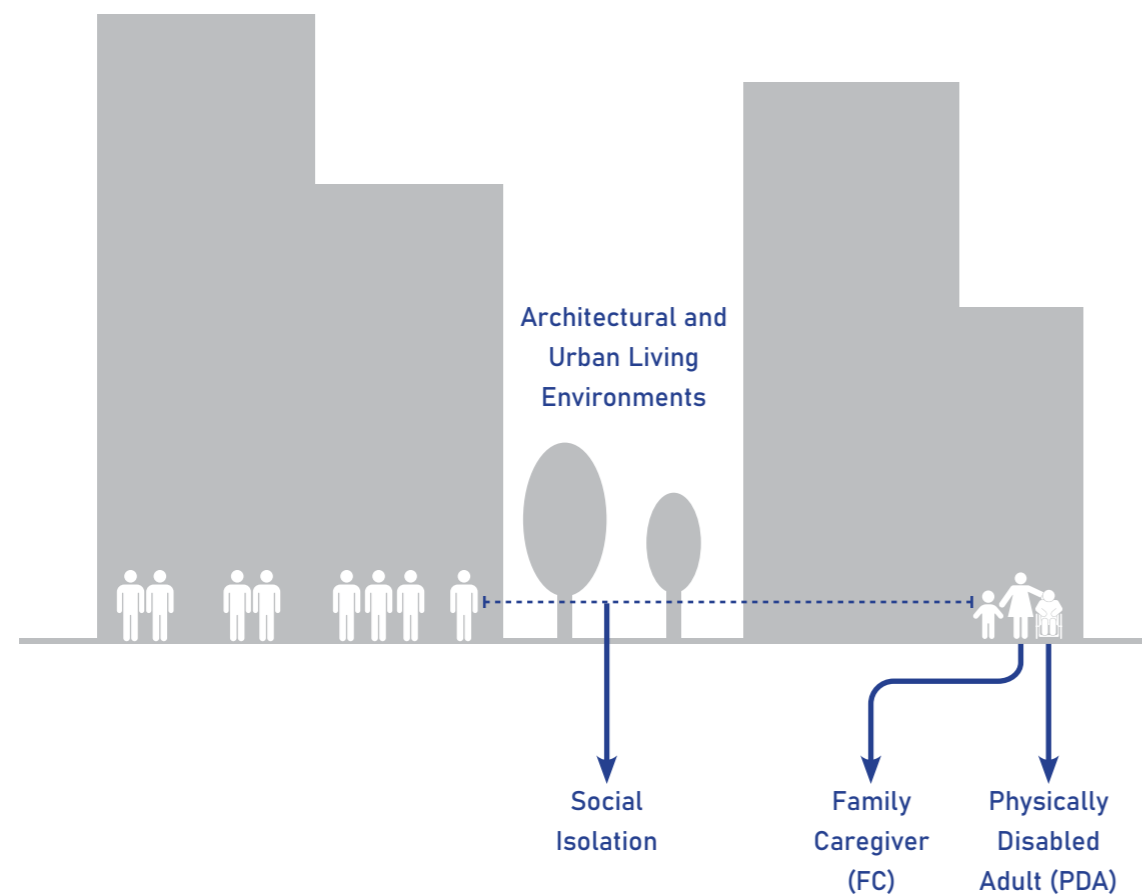 Architectural and
Urban Living
Environments
Social
Isolation
Family
Caregiver
(FC)
Physically
Disabled
Adult (PDA)